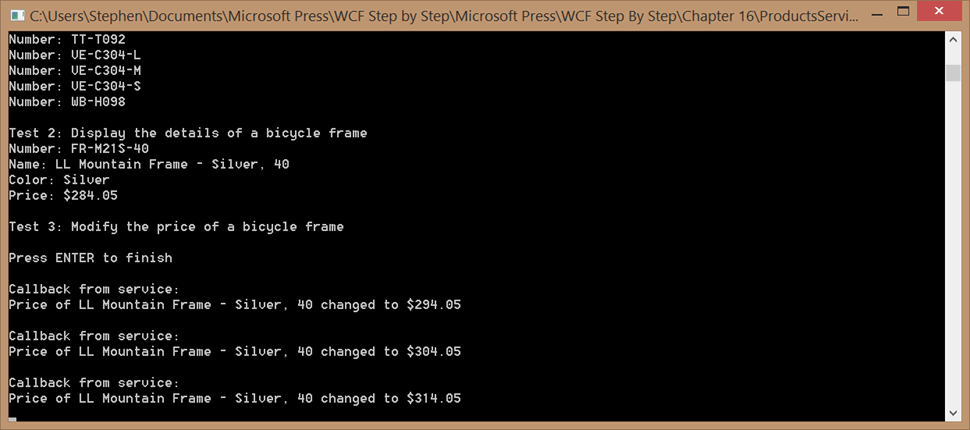 C:\Users\Stephen\Documents\Microsoft Press\WCF Step by Step\Microsoft Press\WCF Step By Step\Chapter 16\ProductsServi...
Number: TT-T092
Number: VE-C304-L
Number: VE-C304-M
Number: VE-C304-S
Number: WB-H098
Test 2: Display the details of a bicycle frame
Number: FR-M21S-40
Name: LL Mountain Frame - Silver, 40
Color: Silver
Price: $284.05
Test 3: Modify the price of a bicycle frame
Press ENTER to finish
Callback from service:
Price of LL Mountain Frame - Silver, 40 changed to $294.05
Callback from service:
Price of LL Mountain Frame - Silver, 40 changed to $304.05
Callback from service:
Price of LL Mountain Frame - Silver, 40 changed to $314.05